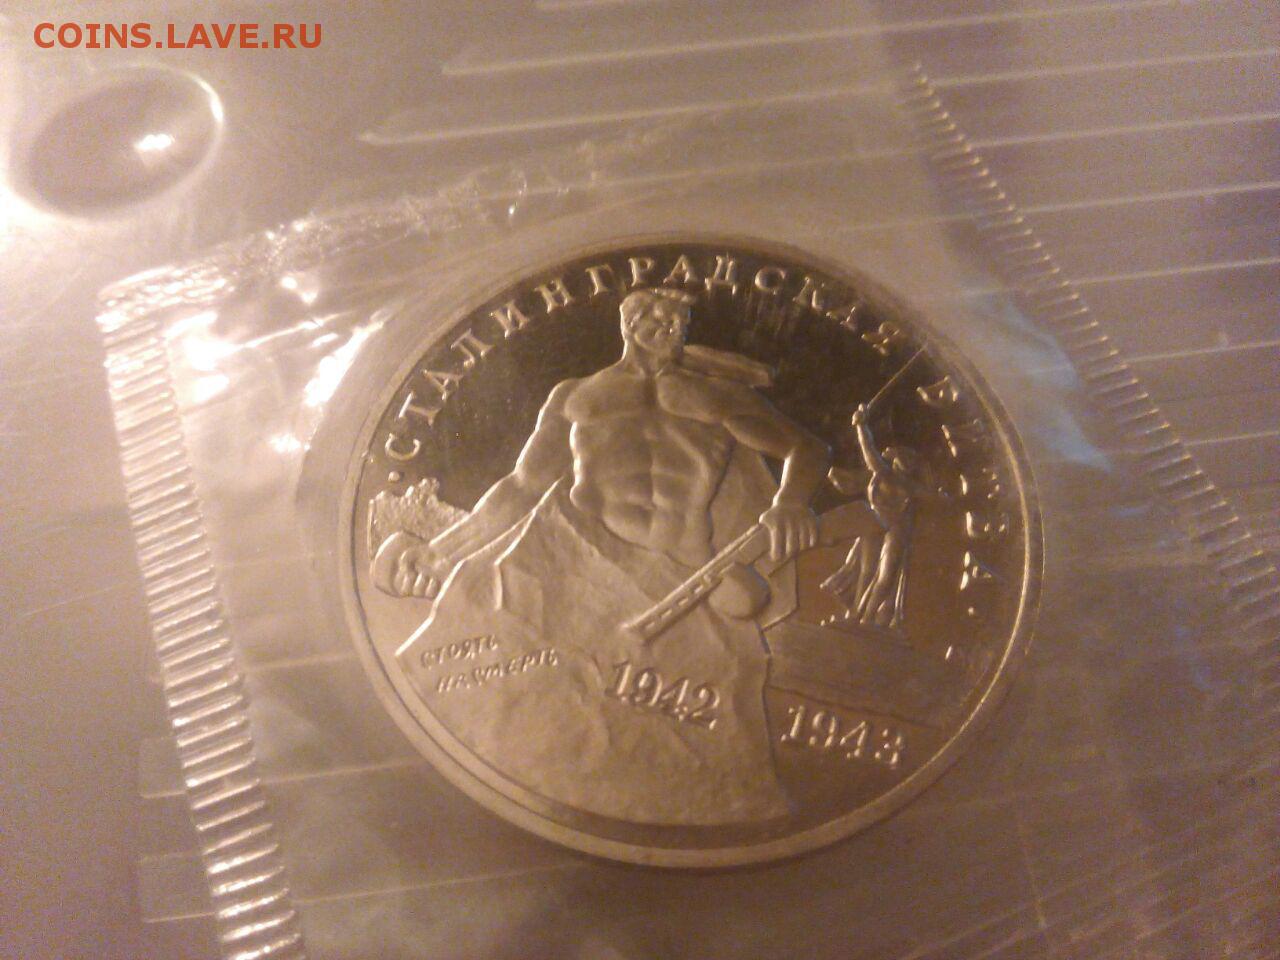 COINS.LAVE.RU
· СТАЛИНГРАДСКАЯ БИТВА ·
СТОЯТЬ
НАСМЕРТЬ
1942
1943